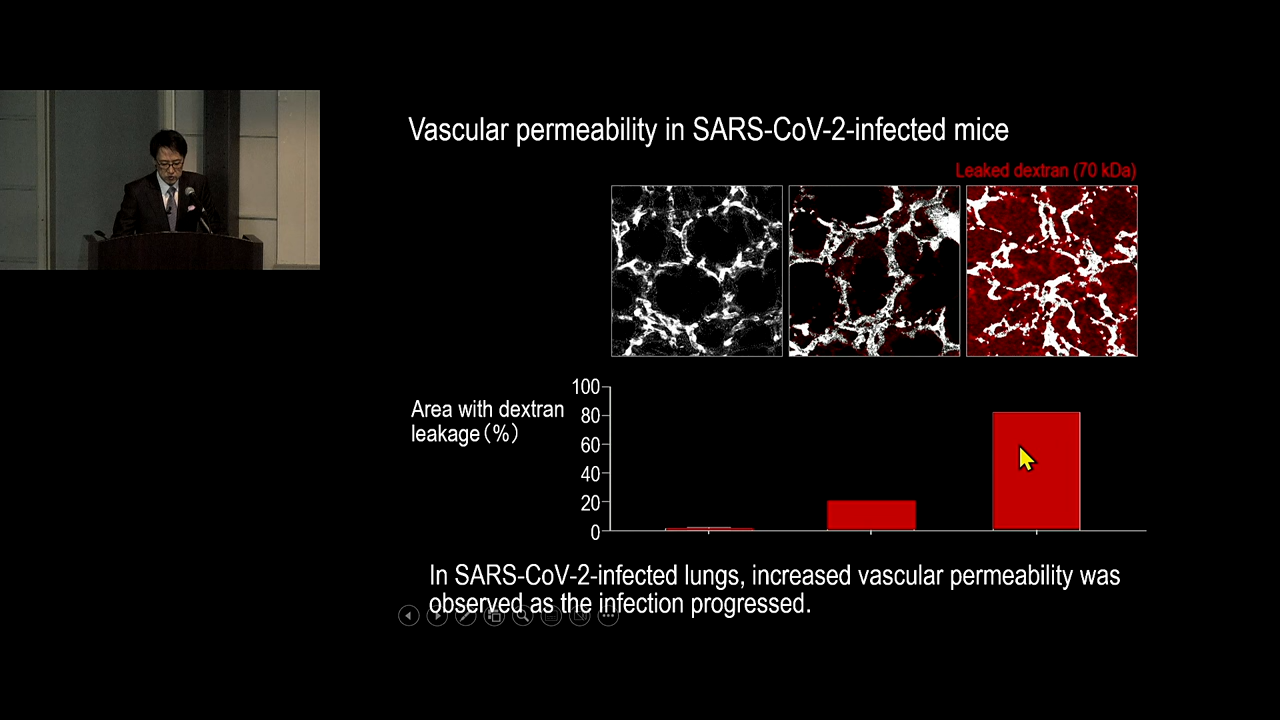 Vascular permeability in SARS-CoV-2-infected mice
Leaked dextran (70 kDa)
Area with dextran
leakage（%）
100
80
60
40
20
0
In SARS-CoV-2-infected lungs, increased vascular permeability was
observed as the infection progressed.